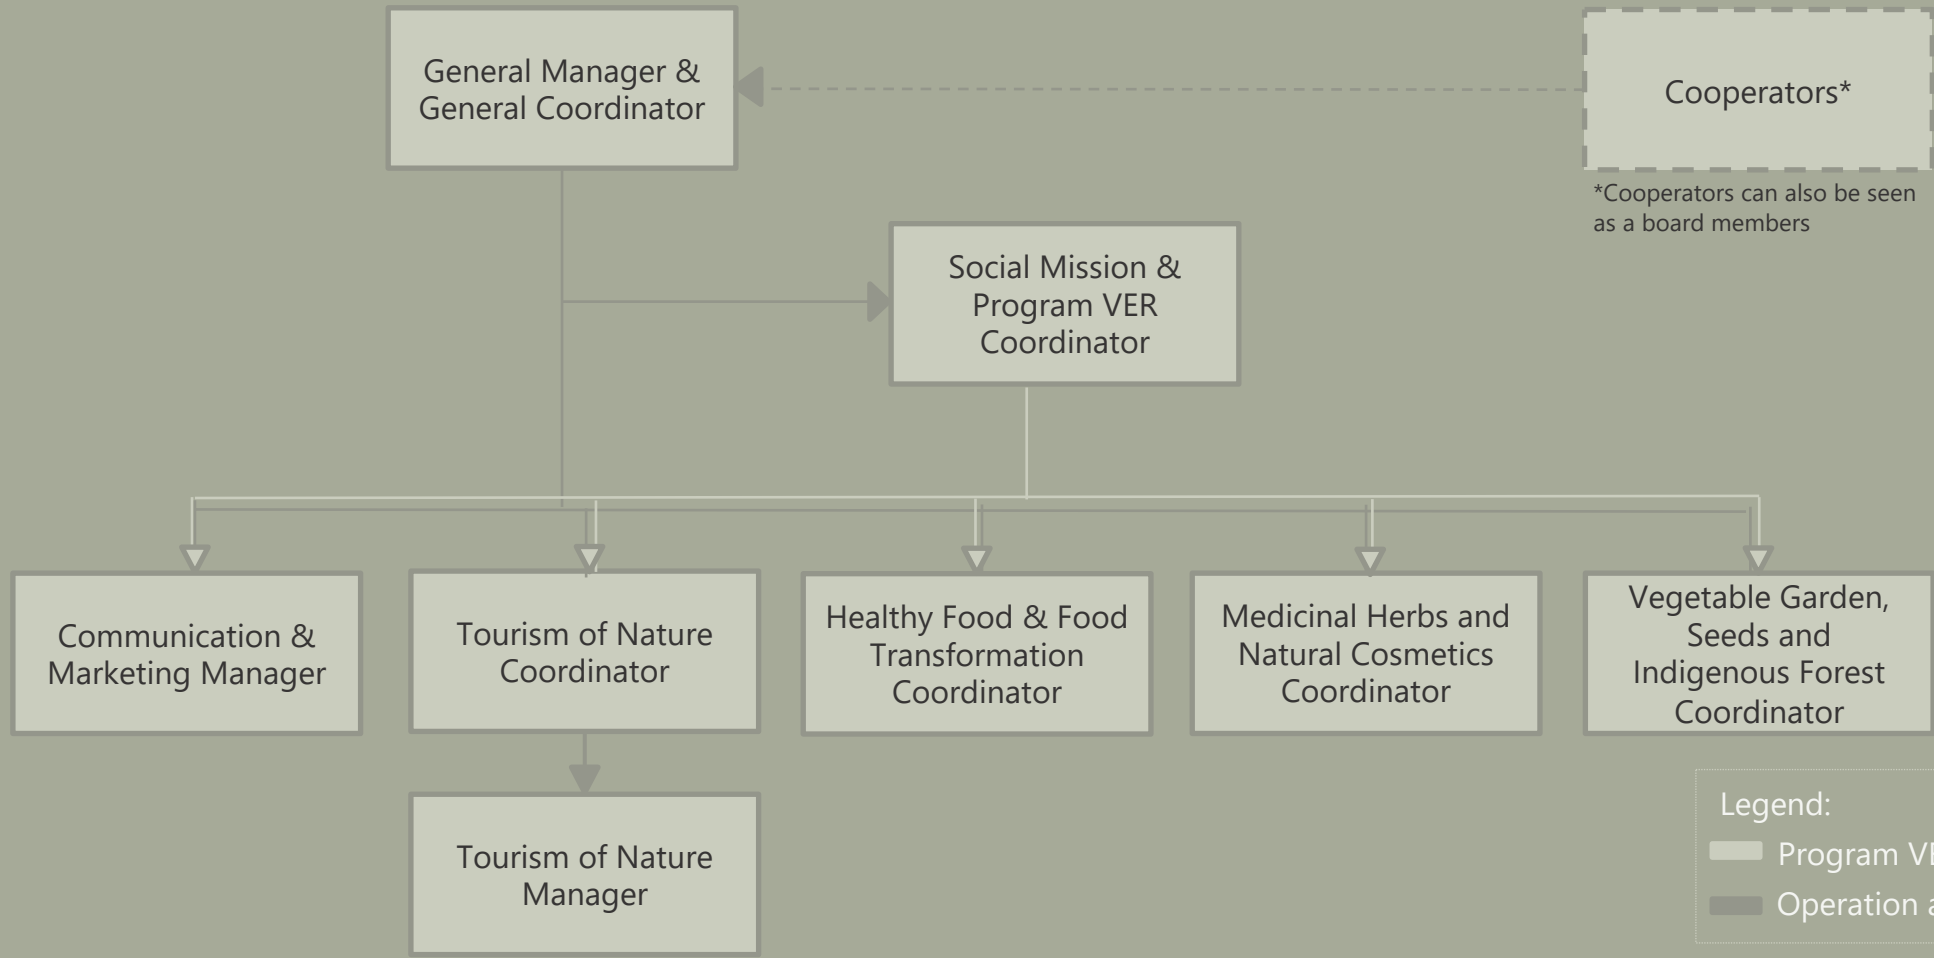 General Manager &
General Coordinator
Cooperators*
*Cooperators can also be seen
as a board members
Social Mission &
Program VER
Coordinator
Communication &
Marketing Manager
Tourism of Nature
Coordinator
Healthy Food & Food
Transformation
Coordinator
Medicinal Herbs and
Natural Cosmetics
Coordinator
Vegetable Garden,
Seeds and
Indigenous Forest
Coordinator
Tourism of Nature
Manager
Legend:
Program
Operation